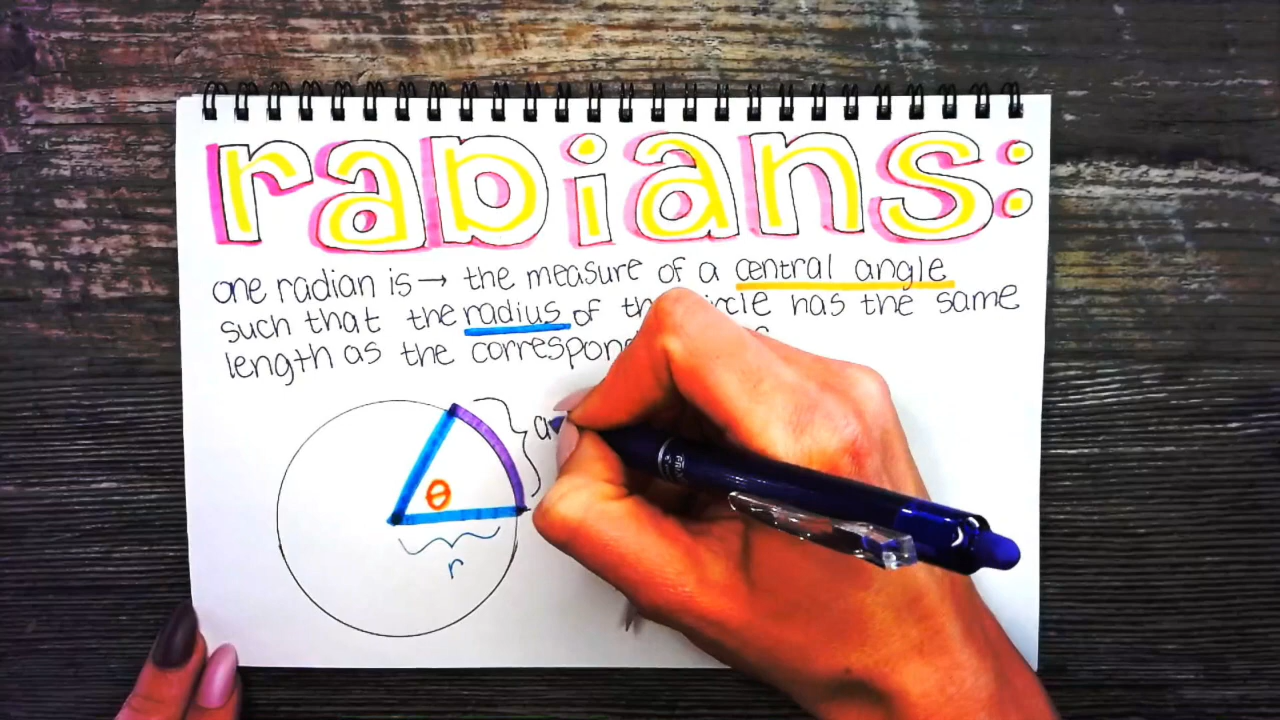 radians:
one radian is → the measure of a central angle
such that the radius of the circle has the same
length as the
θ
r